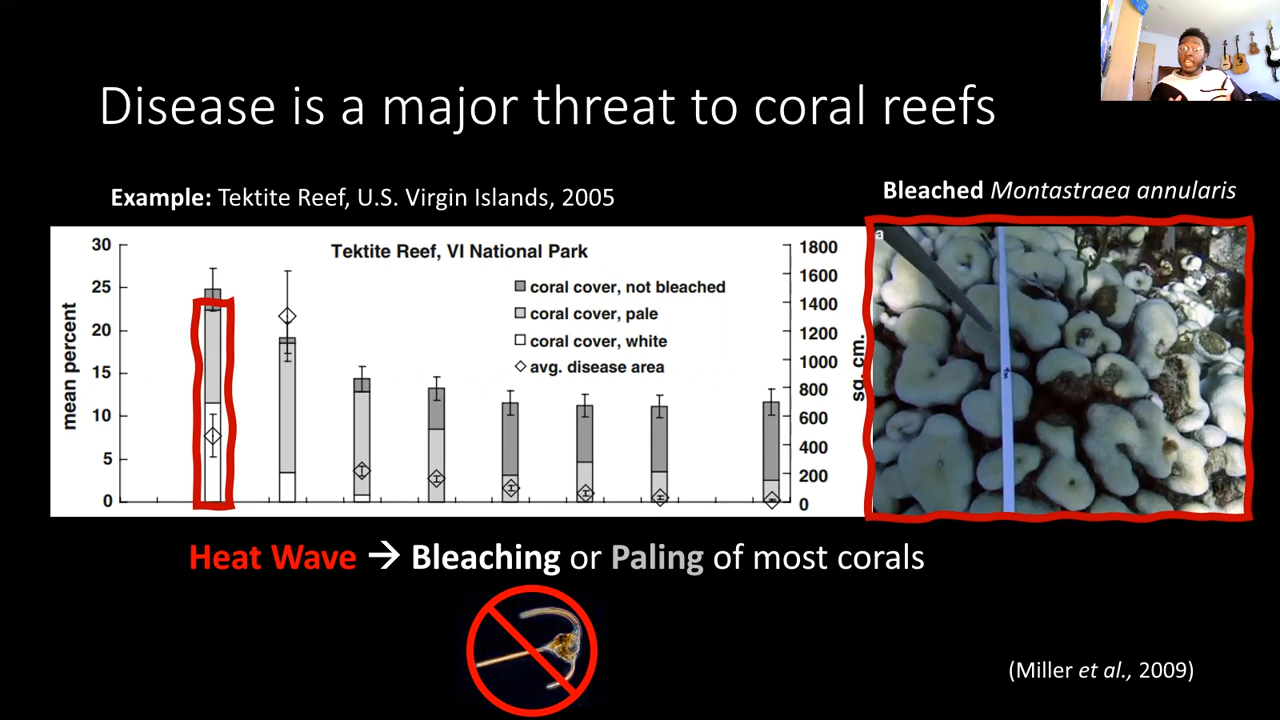 Disease is a major threat to coral reefs
Example: Tektite Reef, U.S. Virgin Islands, 2005
Bleached Montastraea annularis
Tektite Reef, VI National Park
mean percent
30
25
20
15
10
5
0
coral cover, not bleached
coral cover, pale
coral cover, white
avg. disease area
1800
1600
1400
1200
1000
800
600
400
200
0
sq. cm.
a
Heat Wave → Bleaching or Paling of most corals
(Miller et al., 2009)